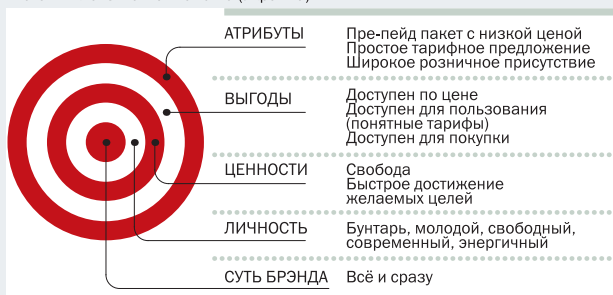 АТРИБУТЫ
Пре-пейд пакет с низкой ценой
Простое тарифное предложение
Широкое розничное присутствие
ВЫГОДЫ
Доступен по цене
Доступен для пользования
(понятные тарифы)
Доступен для покупки
ЦЕННОСТИ
Свобода
Быстрое достижение
желаемых целей
ЛИЧНОСТЬ
Бунтарь, молодой, свободный,
современный, энергичный
СУТЬ БРЭНДА
Всё и сразу